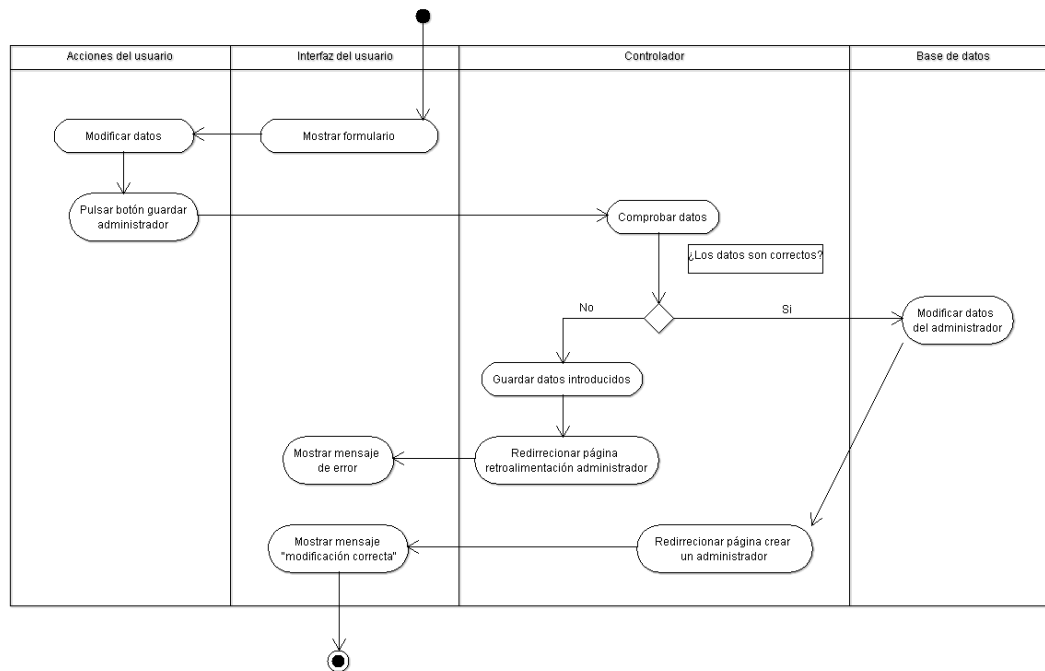 Acciones del usuario
Interfaz del usuario
Controlador
Base de datos
Modificar datos
Mostrar formulario
Pulsar botón guardar
administrador
Comprobar datos
¿Los datos son correctos?
No
Si
Modificar datos
del administrador
Guardar datos introducidos
Mostrar mensaje
de error
Redirrecionar página
retroalimentación administrador
Mostrar mensaje
"modificación correcta"
Redirrecionar página crear
un administrador